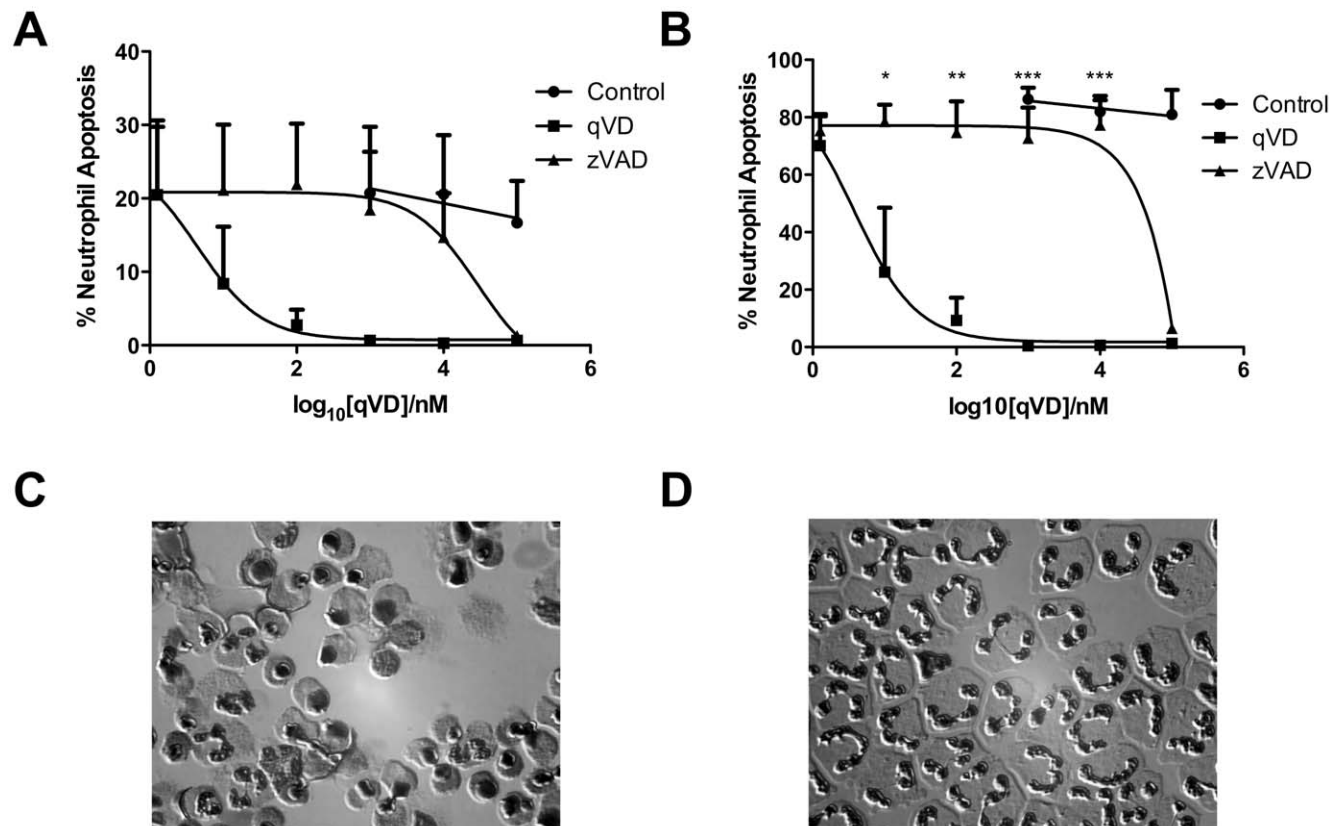 A
% Neutrophil Apoptosis
40
30
20
10
0
0 2 4 6
log10[qVD]/nM
Control
qVD
zVAD
B
% Neutrophil Apoptosis
100
80
60
40
20
0
* ** *** ***
0 2 4 6
log10[qVD]/nM
Control
qVD
zVAD
C
D